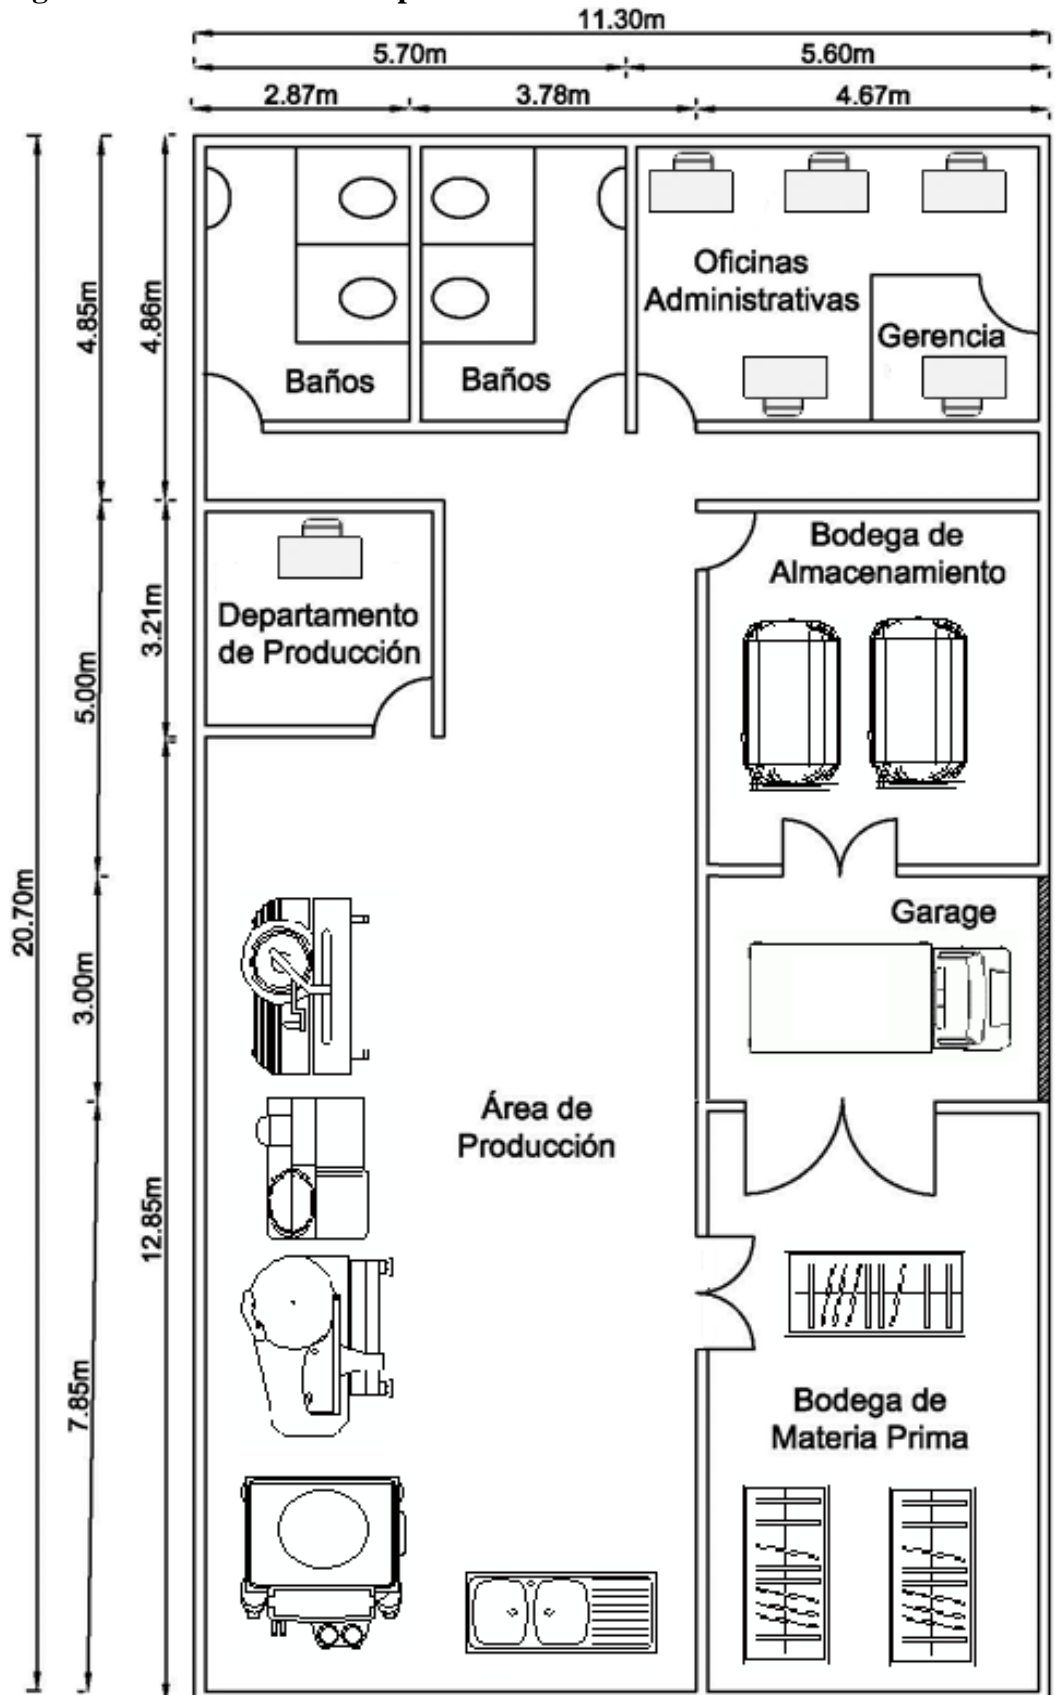 11.30m
5.70m
5.60m
2.87m
3.78m
4.67m
4.85m
4.86m
Oficinas
Administrativas
Gerencia
Baños
Baños
Bodega de
Almacenamiento
Departamento
de Producción
3.21m
5.00m
20.70m
Garage
3.00m
Área de
Producción
12.85m
7.85m
Bodega de
Materia Prima